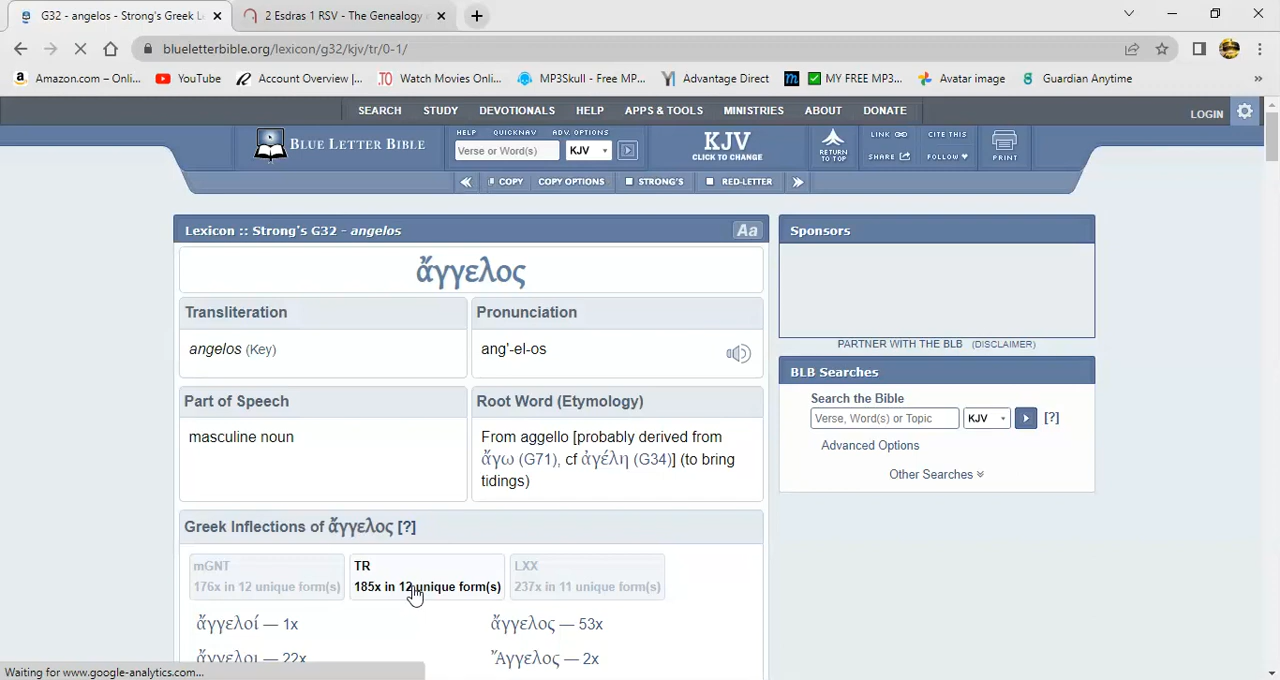 G32 - angelos - Strong's Greek L
2 Esdras 1 RSV - The Genealogy
blueletterbible.org/lexicon/g32/kjv/tr/0-1/
Amazon.com – Onli...
YouTube
Account Overview |...
Watch Movies Onlin...
MP3Skull - Free MP...
Advantage Direct
MY FREE MP3...
Avatar image
Guardian Anytime
SEARCH STUDY DEVOTIONALS HELP APPS & TOOLS MINISTRIES ABOUT DONATE
LOGIN
BLUE LETTER BIBLE
HELP QUICKNAV ADV. OPTIONS
Verse or Word(s) KJV
KJV
CLICK TO CHANGE
RETURN
TO TOP
LINK
SHARE
CITE THIS
FOLLOW
PRINT
COPY COPY OPTIONS STRONG'S RED-LETTER
Lexicon :: Strong's G32 - angelos
Aa
ἄγγελος
Transliteration
angelos (Key)
Pronunciation
ang'-el-os
Part of Speech
masculine noun
Root Word (Etymology)
From aggello [probably derived from
ἄγω (G71), cf ἀγέλη (G34)] (to bring
tidings)
Greek Inflections of ἄγγελος [?]
mGNT
176x in 12 unique form(s)
TR
185x in 12 unique form(s)
LXX
237x in 11 unique form(s)
ἄγγελοί — 1x
ἄγγελος — 53x
ἄγγελοι — 22x
Ἄγγελος — 2x
Sponsors
PARTNER WITH THE BLB (DISCLAIMER)
BLB Searches
Search the Bible
Verse, Word(s) or Topic KJV [?]
Advanced Options
Other Searches
Waiting for www.google-analytics.com...